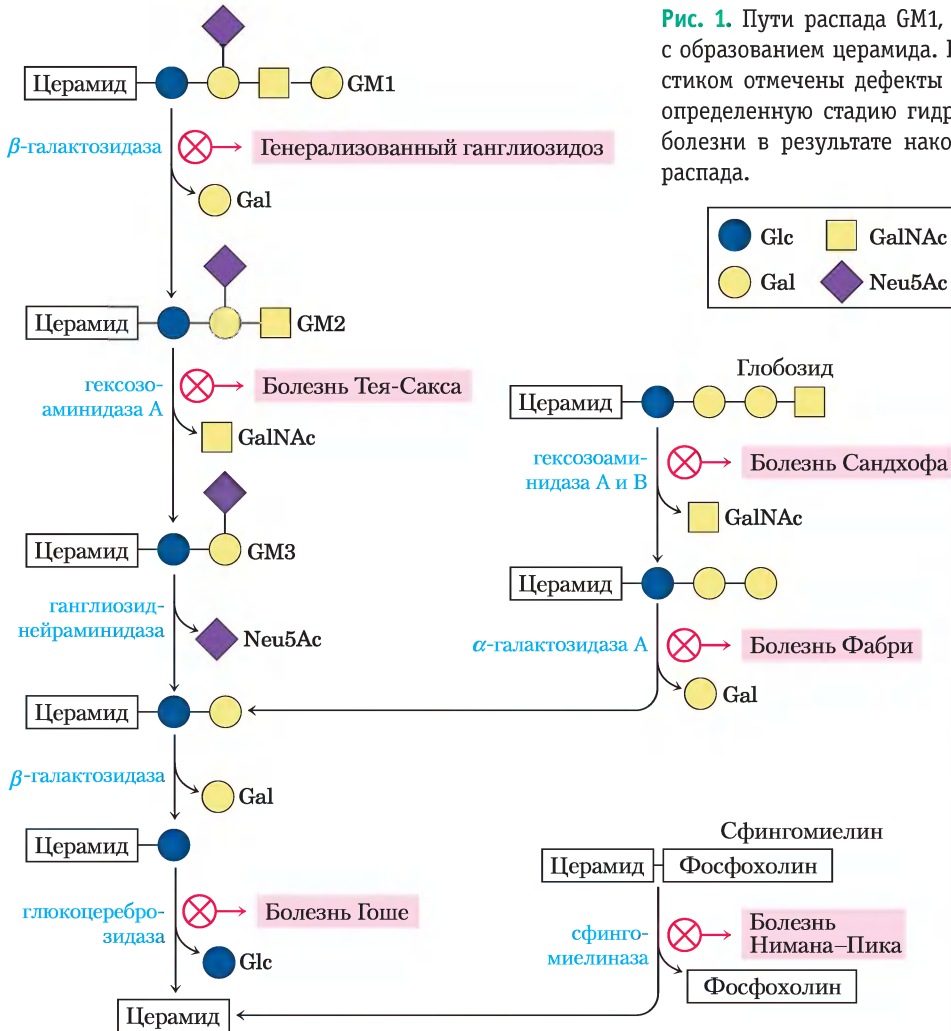 Рис. 1. Пути распада GM1,
с образованием церамида.
стиком отмечены дефекты
определенную стадию гидр
болезни в результате нако
распада.
Glc
GalNAc
Gal
Neu5Ac
Церамид
GM1
β-галактозидаза
Генерализованный ганглиозидоз
Gal
Церамид
GM2
гексозо-
аминидаза А
Болезнь Тея-Сакса
GalNAc
Церамид
GM3
ганглиозид-
нейраминидаза
Neu5Ac
Церамид
β-галактозидаза
Gal
Церамид
глюкоцеребро-
зидаза
Болезнь Гоше
Glc
Церамид
Глобозид
Церамид
гексозоами-
нидаза А и В
Болезнь Сандхофа
GalNAc
Церамид
α-галактозидаза А
Болезнь Фабри
Gal
Сфингомиелин
Церамид
Фосфохолин
сфинго-
миелиназа
Болезнь
Нимана–Пика
Фосфохолин